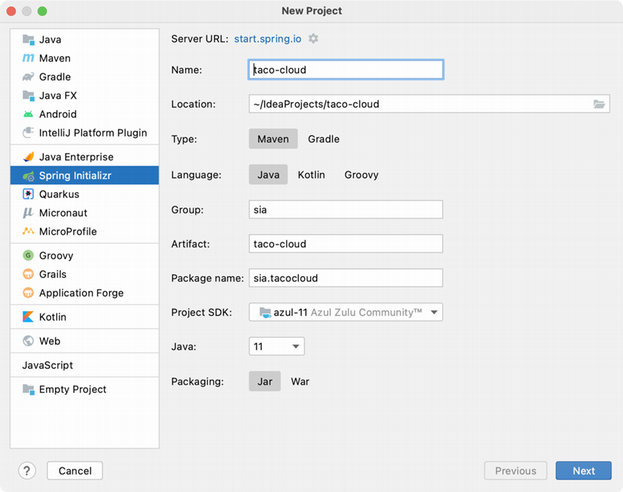 New Project
Java
Maven
Gradle
Java FX
Android
IntelliJ Platform Plugin
Java Enterprise
Spring Initializr
Quarkus
Micronaut
MicroProfile
Groovy
Grails
Application Forge
Kotlin
Web
JavaScript
Empty Project
Server URL: start.spring.io
Name: taco-cloud
Location: ~/IdeaProjects/taco-cloud
Type: Maven Gradle
Language: Java Kotlin Groovy
Group: sia
Artifact: taco-cloud
Package name: sia.tacocloud
Project SDK: azul-11 Azul Zulu Community™
Java: 11
Packaging: Jar War
? Cancel Previous Next